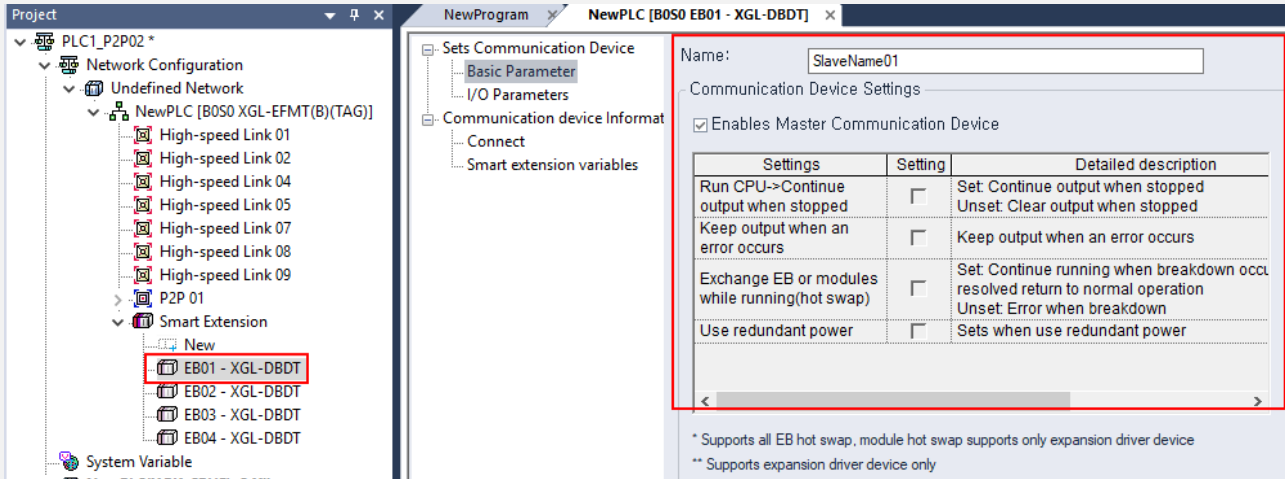 Project
PLC1_P2P02 *
Network Configuration
Undefined Network
NewPLC [B0S0 XGL-EFMT(B)(TAG)]
High-speed Link 01
High-speed Link 02
High-speed Link 04
High-speed Link 05
High-speed Link 07
High-speed Link 08
High-speed Link 09
P2P 01
Smart Extension
New
EB01 - XGL-DBDT
EB02 - XGL-DBDT
EB03 - XGL-DBDT
EB04 - XGL-DBDT
System Variable
NewProgram
NewPLC [B0S0 EB01 - XGL-DBDT]
Sets Communication Device
Basic Parameter
I/O Parameters
Communication device Informat
Connect
Smart extension variables
Name: SlaveName01
Communication Device Settings
Enables Master Communication Device
Settings Setting Detailed description
Run CPU->Continue
output when stopped
Set: Continue output when stopped
Unset: Clear output when stopped
Keep output when an
error occurs
Keep output when an error occurs
Exchange EB or modules
while running(hot swap)
Set: Continue running when breakdown occu
resolved return to normal operation
Unset: Error when breakdown
Use redundant power
Sets when use redundant power
* Supports all EB hot swap, module hot swap supports only expansion driver device
** Supports expansion driver device only